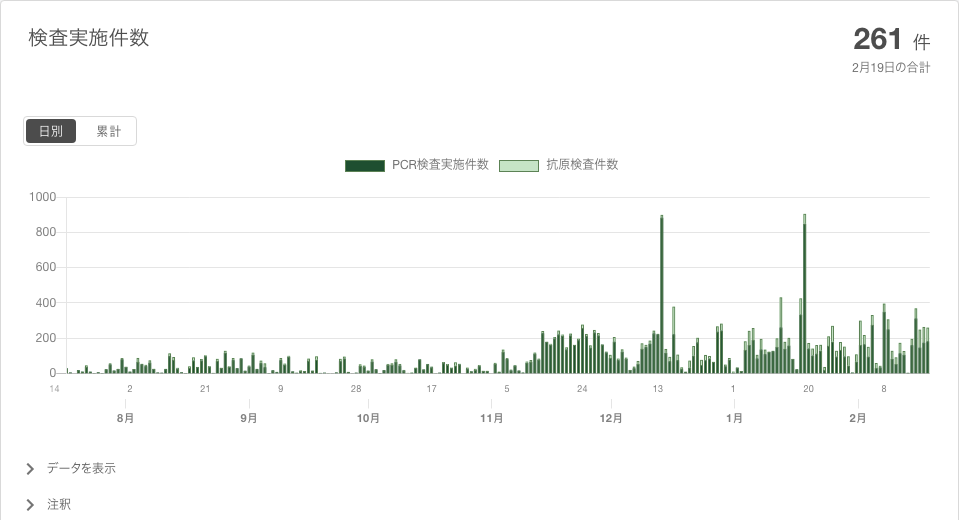 検査実施件数
261 件
2月19日の合計
日別 累計
PCR検査実施件数 抗原検査件数
1000
800
600
400
200
0
14 2 21 9 28 17 5 24 13 1 20 8
8月 9月 10月 11月 12月 1月 2月
データを表示
注釈